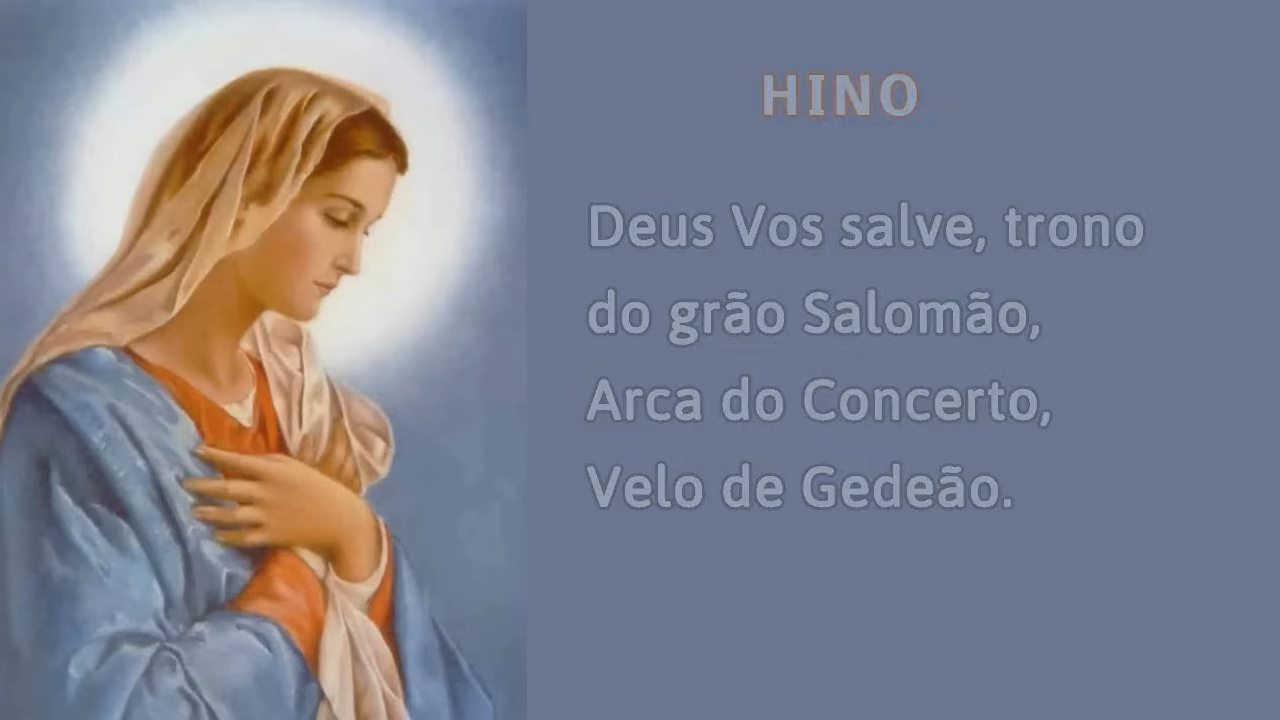 HINO
Deus Vos salve, trono
do grão Salomão,
Arca do Concerto,
Velo de Gedeão.